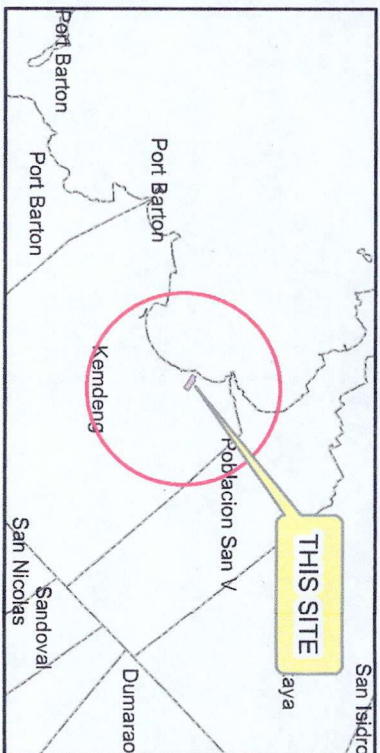 Port Barton
Port Barton
Port Barton
Kemdeng
Poblacion San V
THIS SITE
aya
San Isidro
San Nicolas
Sandoval
Dumarao